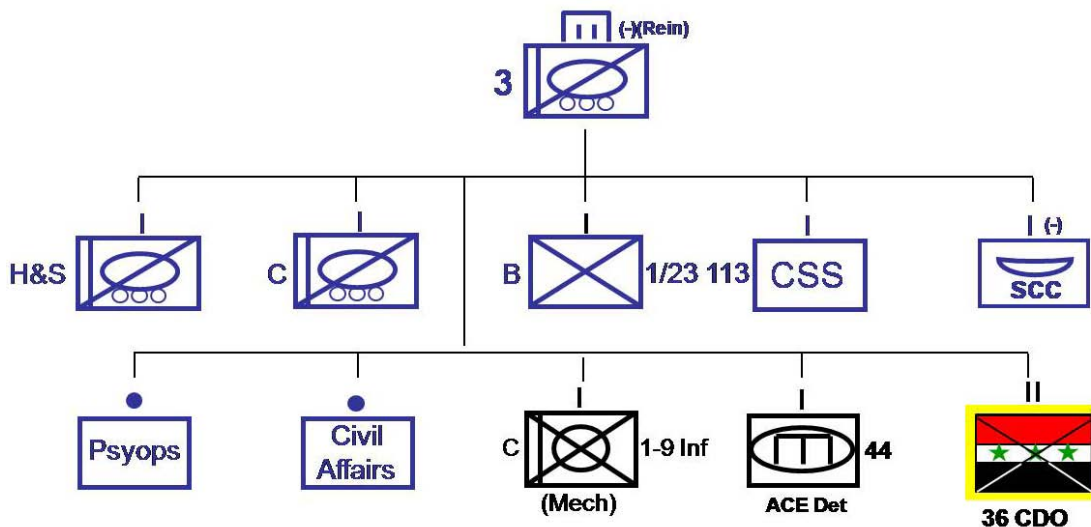 (-)(Rein)
3
(-)
H&S
C
B
1/23
113
CSS
SCC
Psyops
Civil
Affairs
C
1-9 Inf
(Mech)
44
ACE Det
36 CDO